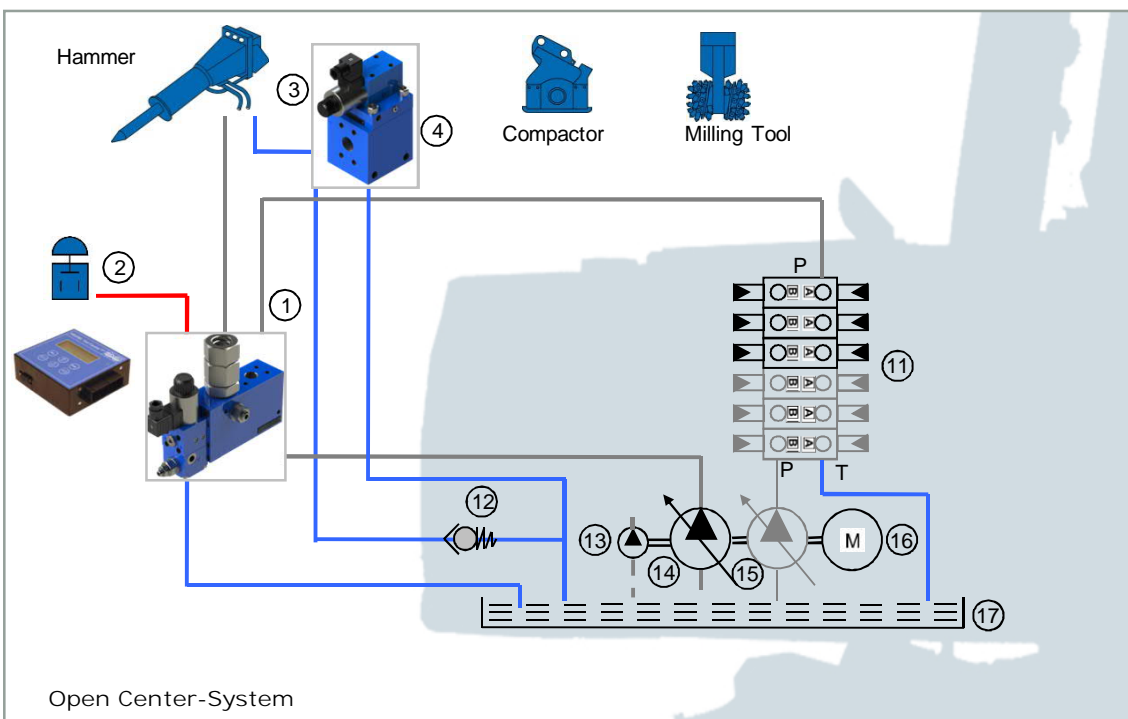 Hammer
3
4
Compactor
Milling Tool
2
1
P
B A
B A
B A
11
B A
B A
B A
P T
12
13
14
15
M
16
17
Open Center-System